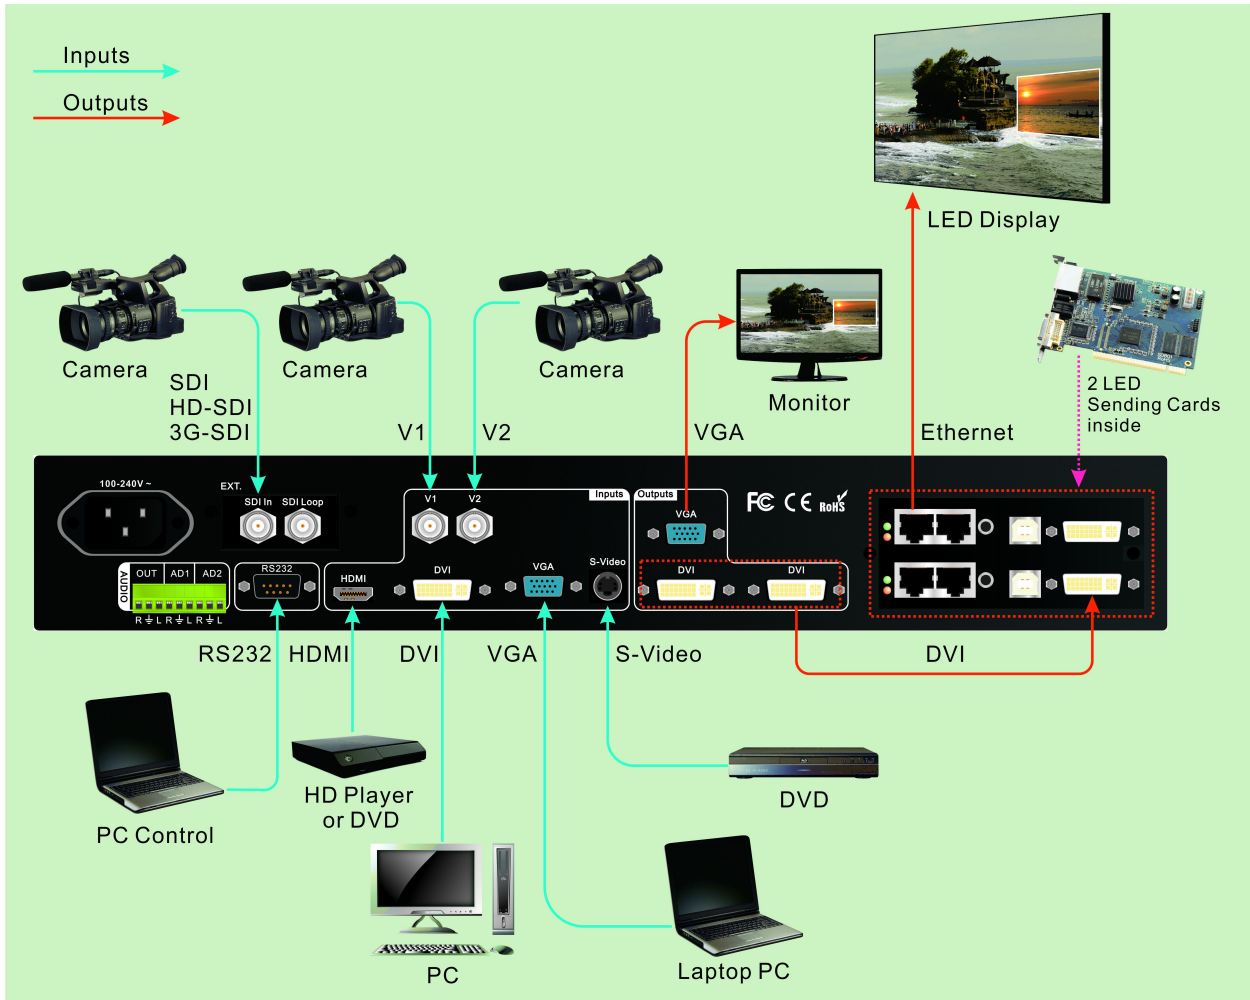 Inputs
Outputs
LED Display
Camera
Camera
Camera
Monitor
SDI
HD-SDI
3G-SDI
V1
V2
VGA
Ethernet
2 LED
Sending Cards
inside
100-240V ~
EXT.
SDI In
SDI Loop
V1
V2
Inputs
Outputs
VGA
FC CE RoHS
AUDIO
OUT
AD1
AD2
R L R L R L
RS232
HDMI
DVI
VGA
S-Video
DVI
DVI
RS232
HDMI
DVI
VGA
S-Video
DVI
PC Control
HD Player
or DVD
DVD
PC
Laptop PC